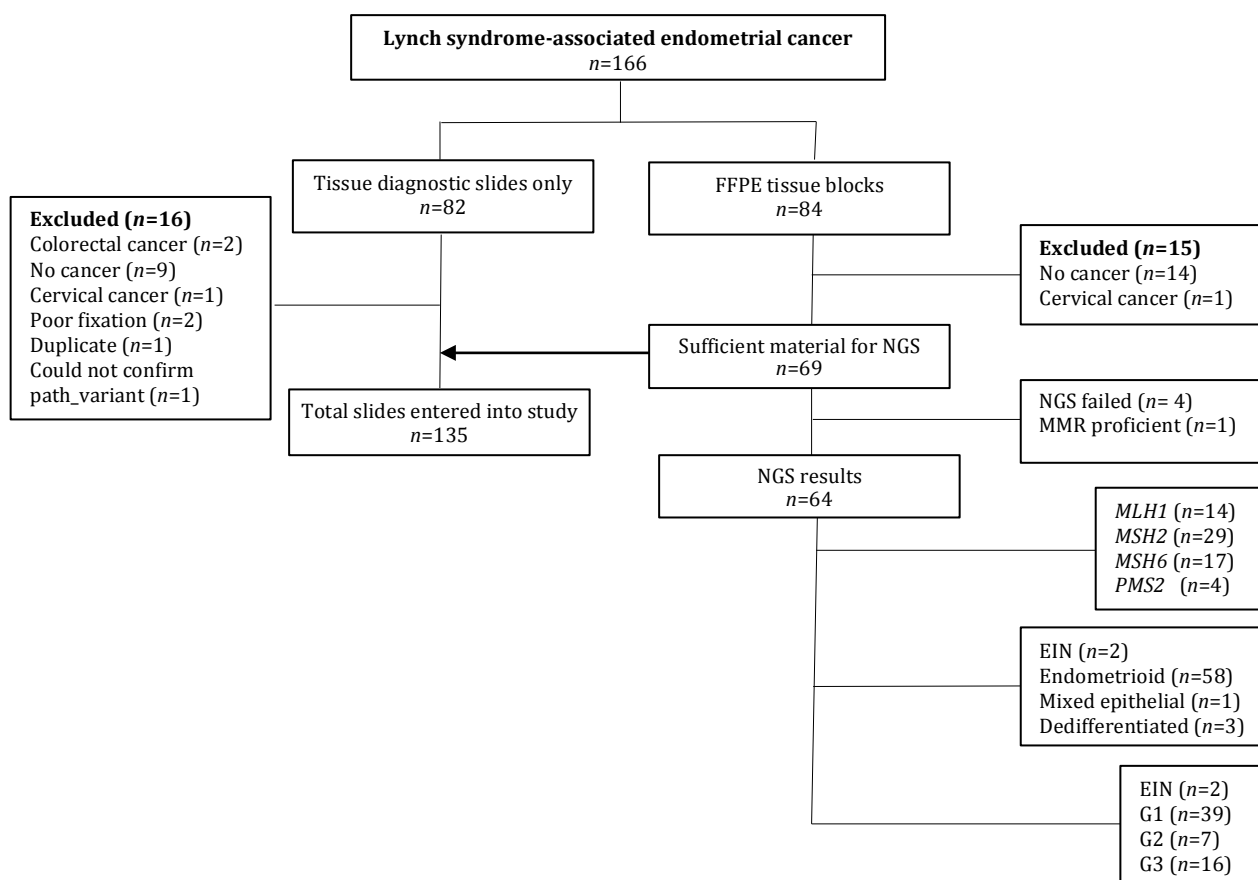 Lynch syndrome-associated endometrial cancer
n=166
Tissue diagnostic slides only
n=82
FFPE tissue blocks
n=84
Excluded (n=16)
Colorectal cancer (n=2)
No cancer (n=9)
Cervical cancer (n=1)
Poor fixation (n=2)
Duplicate (n=1)
Could not confirm
path_variant (n=1)
Excluded (n=15)
No cancer (n=14)
Cervical cancer (n=1)
Sufficient material for NGS
n=69
Total slides entered into study
n=135
NGS failed (n= 4)
MMR proficient (n=1)
NGS results
n=64
MLH1 (n=14)
MSH2 (n=29)
MSH6 (n=17)
PMS2 (n=4)
EIN (n=2)
Endometrioid (n=58)
Mixed epithelial (n=1)
Dedifferentiated (n=3)
EIN (n=2)
G1 (n=39)
G2 (n=7)
G3 (n=16)